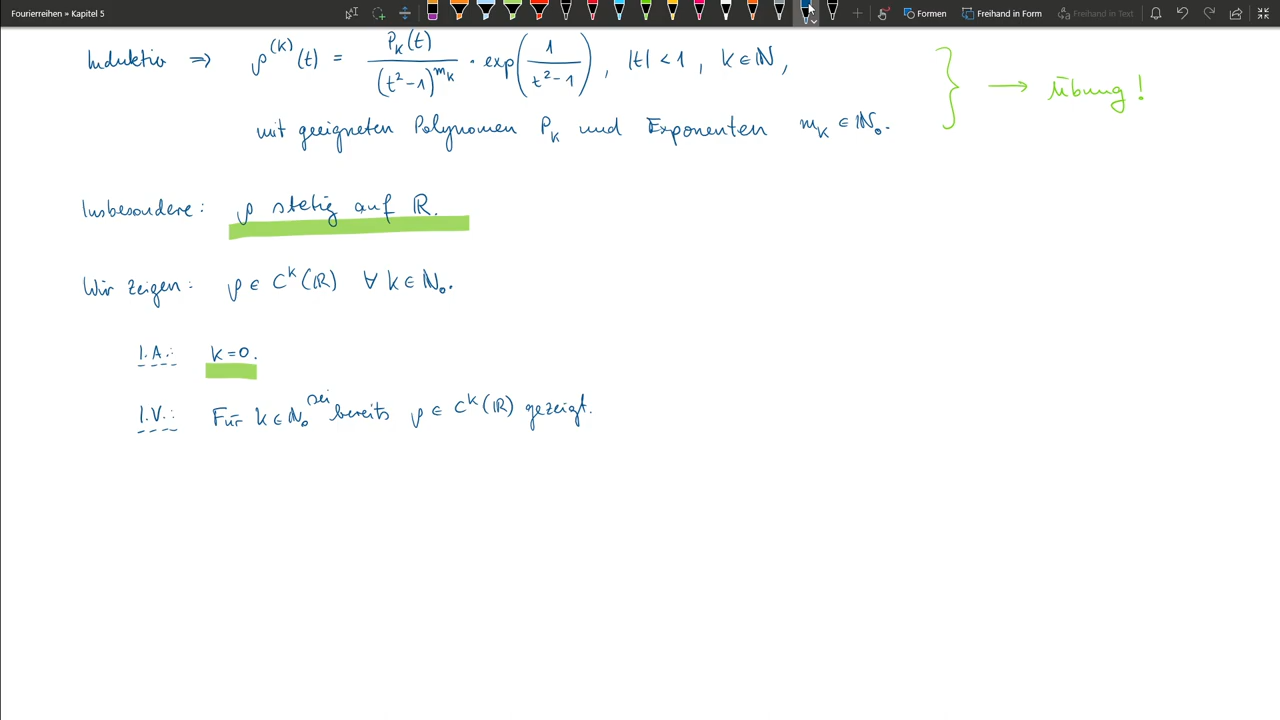 Fourierreihen » Kapitel 5
Formen
Freihand in Form
Freihand in Text
Induktiv ⇒ ρ^(k)(t) = P_k(t) / (t²-1)^{m_k} · exp(1/(t²-1)), |t| < 1, k ∈ ℕ,
→ Übung!
mit geeigneten Polynomen P_k und Exponenten m_k ∈ ℕ₀.
Insbesondere: ρ stetig auf ℝ.
Wir zeigen: ρ ∈ C^k(ℝ) ∀ k ∈ ℕ₀.
I.A.: k=0.
I.V.: Für k ∈ ℕ₀ sei bereits ρ ∈ C^k(ℝ) gezeigt.